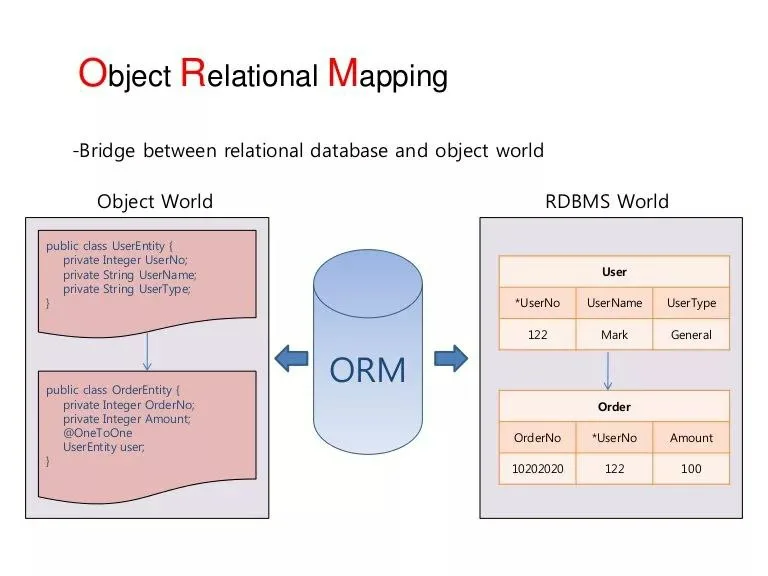 Object Relational Mapping
-Bridge between relational database and object world
Object World
public class UserEntity {
private Integer UserNo;
private String UserName;
private String UserType;
}
public class OrderEntity {
private Integer OrderNo;
private Integer Amount;
@OneToOne
UserEntity user;
}
ORM
RDBMS World
User
*UserNo UserName UserType
122 Mark General
Order
OrderNo *UserNo Amount
10202020 122 100